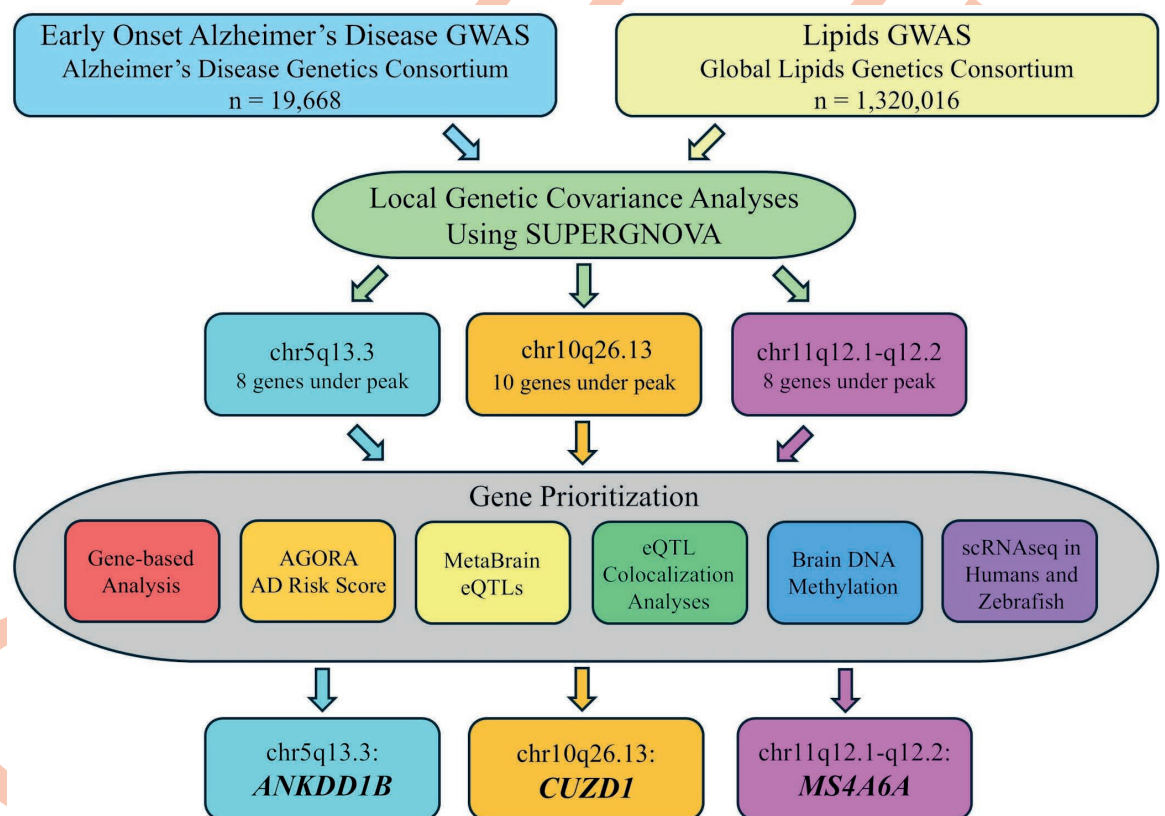 Early Onset Alzheimer's Disease GWAS
Alzheimer's Disease Genetics Consortium
n = 19,668
Lipids GWAS
Global Lipids Genetics Consortium
n = 1,320,016
Local Genetic Covariance Analyses
Using SUPERGNOVA
chr5q13.3
8 genes under peak
chr10q26.13
10 genes under peak
chr11q12.1-q12.2
8 genes under peak
Gene Prioritization
Gene-based
Analysis
AGORA
AD Risk Score
MetaBrain
eQTLs
eQTL
Colocalization
Analyses
Brain DNA
Methylation
scRNAseq in
Humans and
Zebrafish
chr5q13.3:
ANKDD1B
chr10q26.13:
CUZD1
chr11q12.1-q12.2:
MS4A6A